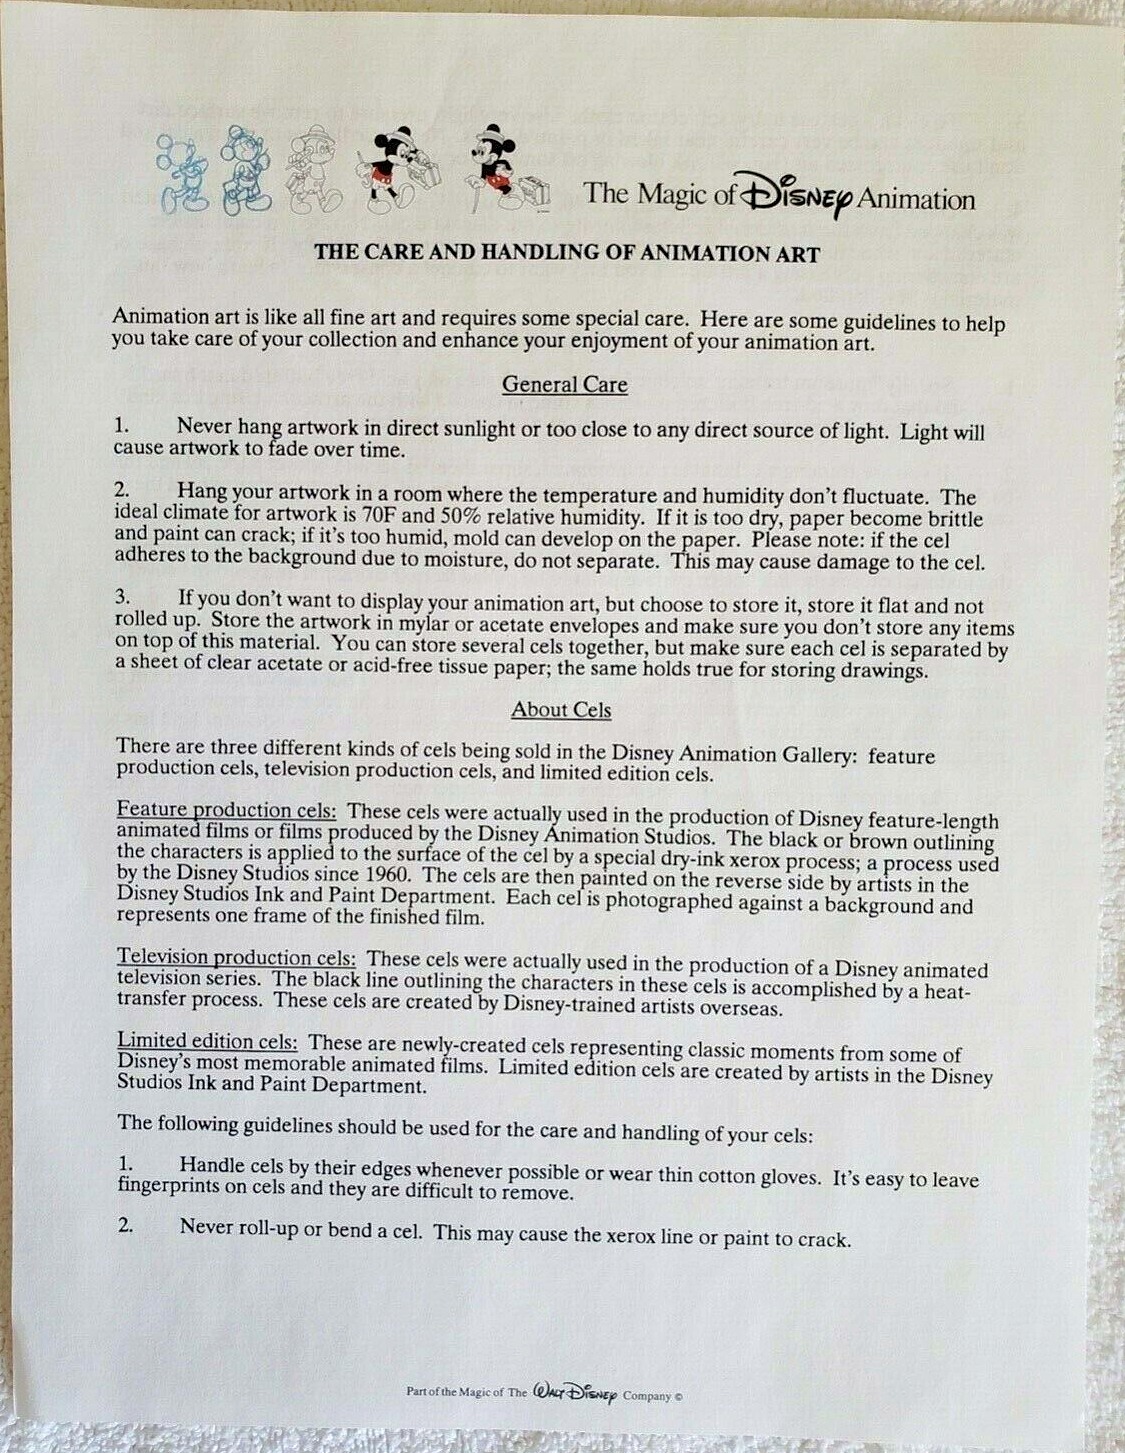 The Magic of Disney Animation
THE CARE AND HANDLING OF ANIMATION ART
Animation art is like all fine art and requires some special care. Here are some guidelines to help
you take care of your collection and enhance your enjoyment of your animation art.
General Care
1. Never hang artwork in direct sunlight or too close to any direct source of light. Light will
cause artwork to fade over time.
2. Hang your artwork in a room where the temperature and humidity don't fluctuate. The
ideal climate for artwork is 70F and 50% relative humidity. If it is too dry, paper become brittle
and paint can crack; if it's too humid, mold can develop on the paper. Please note: if the cel
adheres to the background due to moisture, do not separate. This may cause damage to the cel.
3. If you don't want to display your animation art, but choose to store it, store it flat and not
rolled up. Store the artwork in mylar or acetate envelopes and make sure you don't store any items
on top of this material. You can store several cels together, but make sure each cel is separated by
a sheet of clear acetate or acid-free tissue paper; the same holds true for storing drawings.
About Cels
There are three different kinds of cels being sold in the Disney Animation Gallery: feature
production cels, television production cels, and limited edition cels.
Feature production cels: These cels were actually used in the production of Disney feature-length
animated films or films produced by the Disney Animation Studios. The black or brown outlining
the characters is applied to the surface of the cel by a special dry-ink xerox process; a process used
by the Disney Studios since 1960. The cels are then painted on the reverse side by artists in the
Disney Studios Ink and Paint Department. Each cel is photographed against a background and
represents one frame of the finished film.
Television production cels: These cels were actually used in the production of a Disney animated
television series. The black line outlining the characters in these cels is accomplished by a heat-
transfer process. These cels are created by Disney-trained artists overseas.
Limited edition cels: These are newly-created cels representing classic moments from some of
Disney's most memorable animated films. Limited edition cels are created by artists in the Disney
Studios Ink and Paint Department.
The following guidelines should be used for the care and handling of your cels:
1. Handle cels by their edges whenever possible or wear thin cotton gloves. It's easy to leave
fingerprints on cels and they are difficult to remove.
2. Never roll-up or bend a cel. This may cause the xerox line or paint to crack.
Part of the Magic of The Walt Disney Company ©